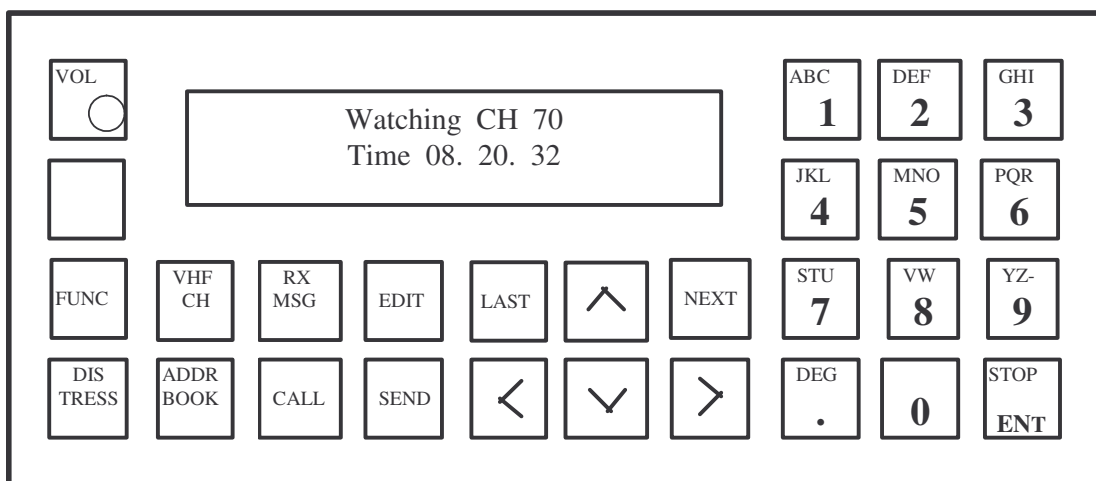 VOL
Watching CH 70
Time 08. 20. 32
ABC
1
DEF
2
GHI
3
JKL
4
MNO
5
PQR
6
FUNC
VHF
CH
RX
MSG
EDIT
LAST
NEXT
STU
7
VW
8
YZ-
9
DIS
TRESS
ADDR
BOOK
CALL
SEND
DEG
.
0
STOP
ENT